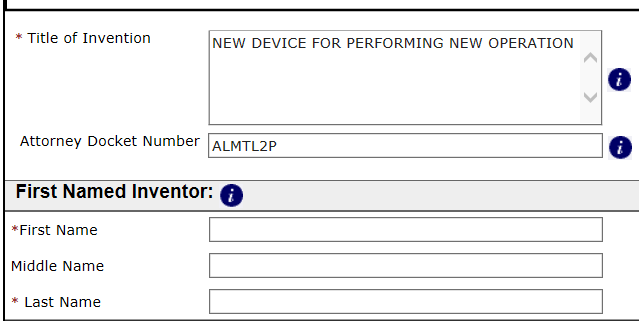 * Title of Invention
NEW DEVICE FOR PERFORMING NEW OPERATION
i
Attorney Docket Number
ALMTL2P
i
First Named Inventor: i
*First Name
Middle Name
* Last Name